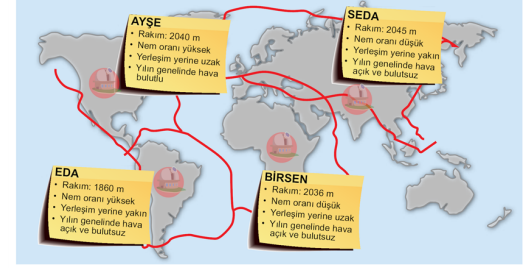 AYŞE
• Rakım: 2040 m
• Nem oranı yüksek
• Yerleşim yerine uzak
• Yılın genelinde hava
bulutlu
SEDA
• Rakım: 2045 m
• Nem oranı düşük
• Yerleşim yerine yakın
• Yılın genelinde hava
açık ve bulutsuz
EDA
• Rakım: 1860 m
• Nem oranı yüksek
• Yerleşim yerine yakın
• Yılın genelinde hava
açık ve bulutsuz
BİRSEN
• Rakım: 2036 m
• Nem oranı düşük
• Yerleşim yerine uzak
• Yılın genelinde hava
açık ve bulutsuz